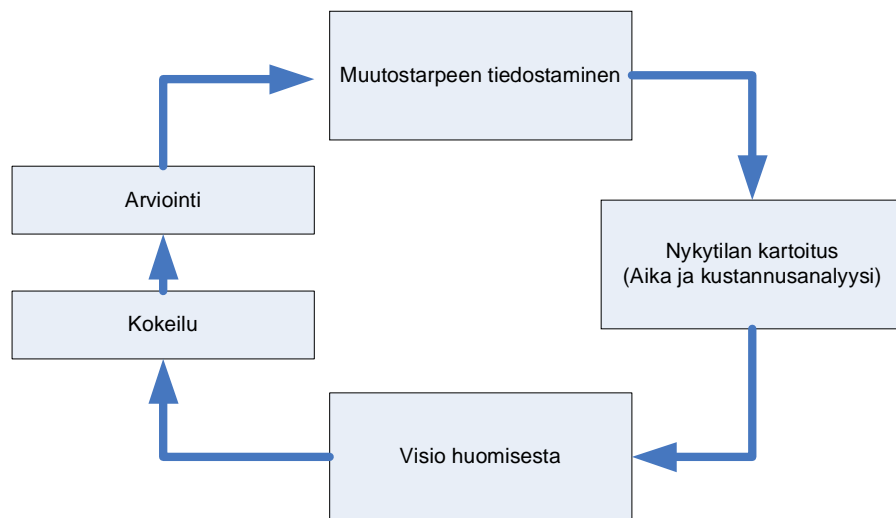 Muutostarpeen tiedostaminen
Nykytilan kartoitus
(Aika ja kustannusanalyysi)
Visio huomisesta
Kokeilu
Arviointi